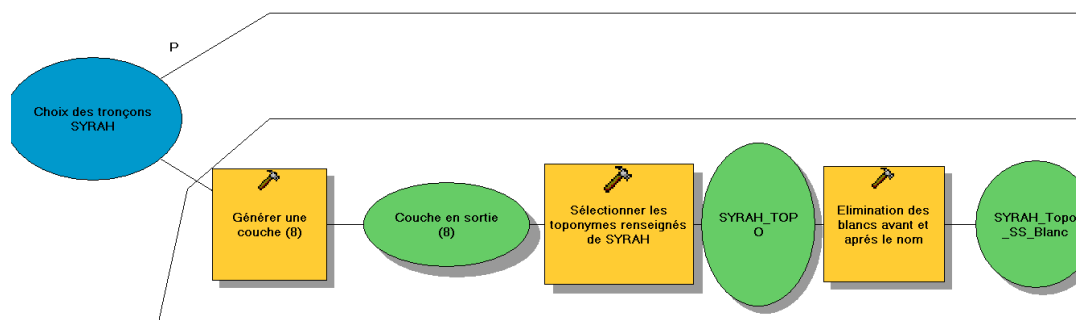 P
Choix des tronçons
SYRAH
Générer une
couche (8)
Couche en sortie
(8)
Sélectionner les
toponymes renseignés
de SYRAH
SYRAH_TOP
O
Elimination des
blancs avant et
aprés le nom
SYRAH_Topo
_SS_Blanc